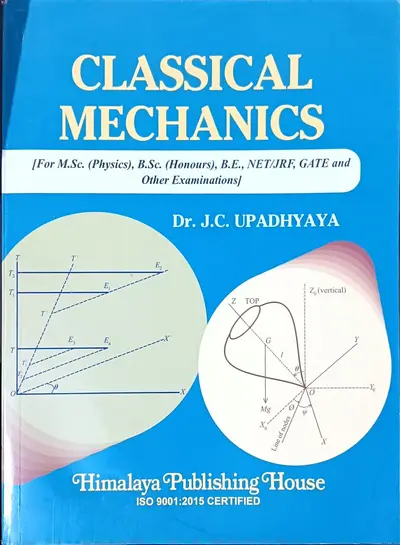 CLASSICAL
MECHANICS
[For M.Sc. (Physics), B.Sc. (Honours), B.E., NET/JRF, GATE and
Other Examinations]
Dr. J.C. UPADHYAYA
T
T'
T₂
E₂
T₁
E₁
T
E₃
E₄
X'
θ
O
X
Z
TOP
Z₀ (vertical)
Y
G
l
θ
Mg
O
X₀
Ø
ψ
Line of nodes
X
Himalaya Publishing House
ISO 9001:2015 CERTIFIED